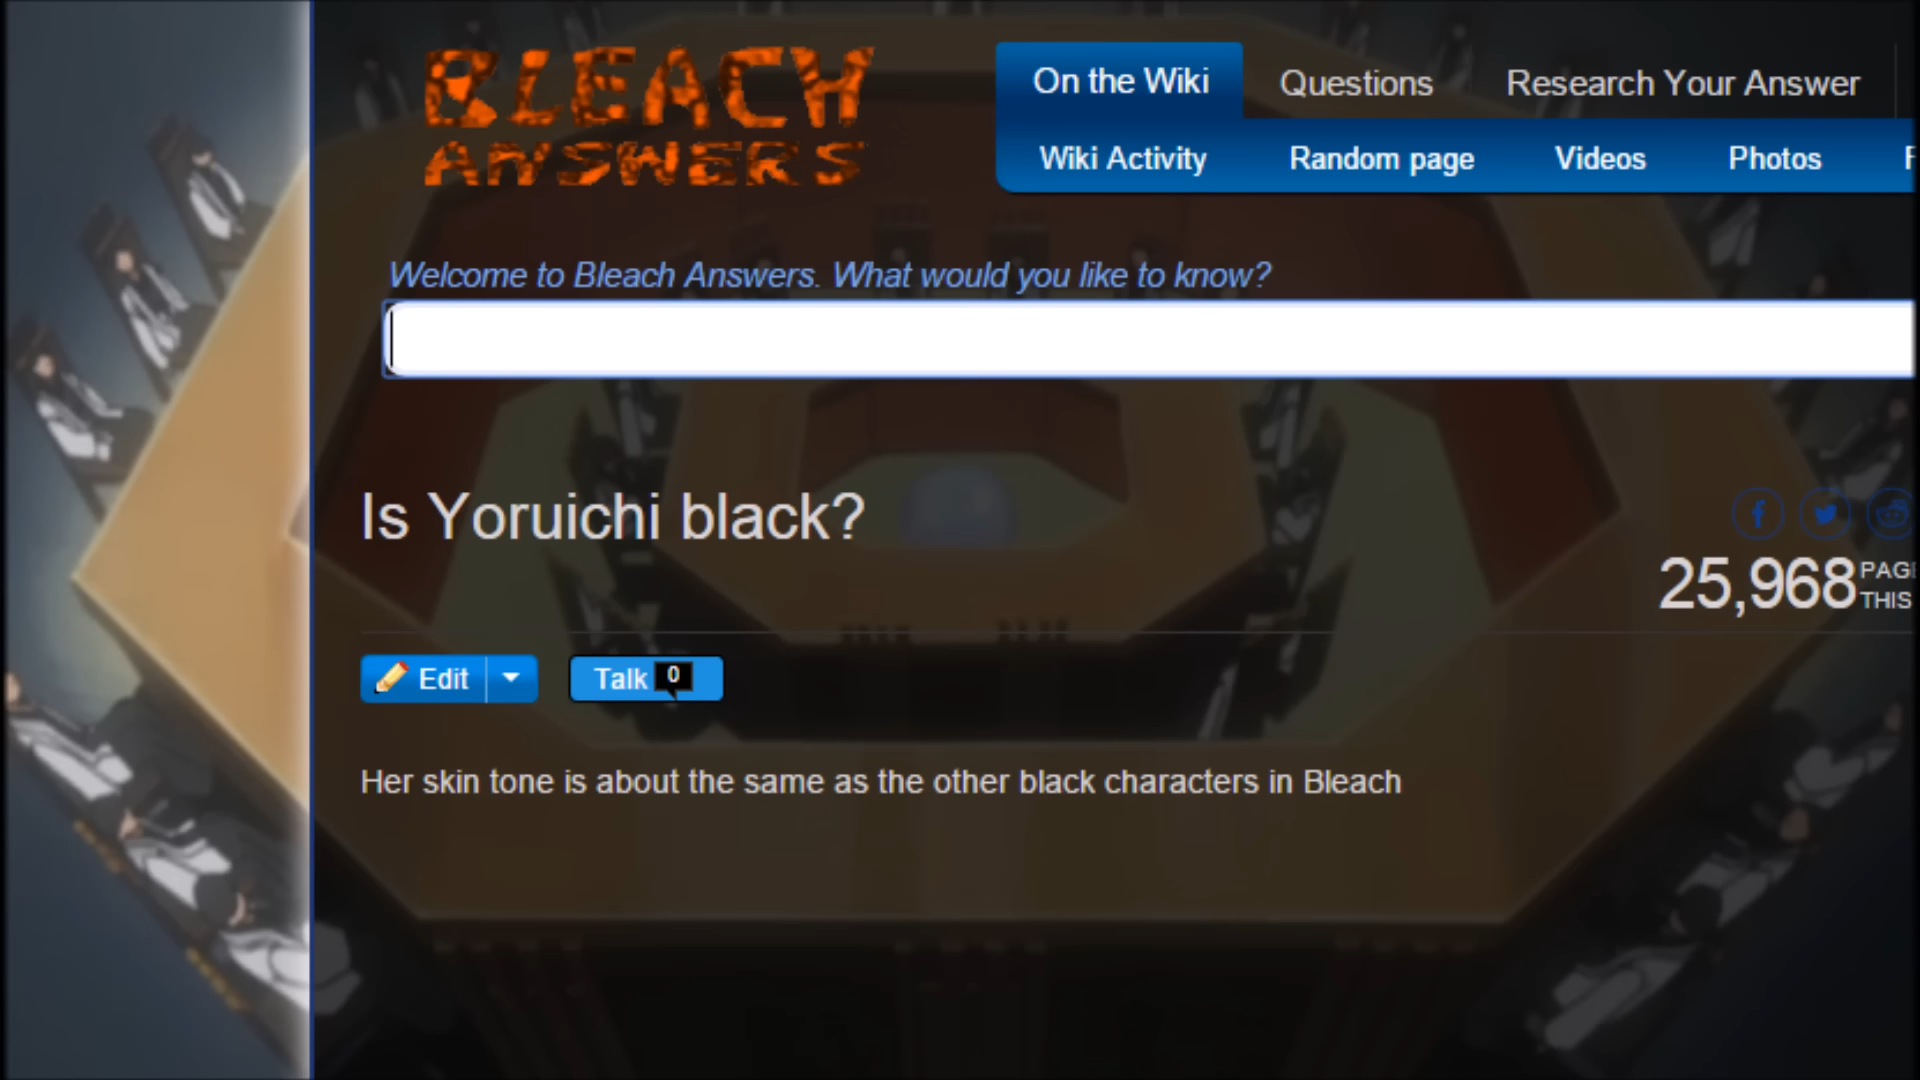 BLEACH
ANSWERS
On the Wiki
Questions
Research Your Answer
Wiki Activity
Random page
Videos
Photos
Welcome to Bleach Answers. What would you like to know?
Is Yoruichi black?
25,968
THIS
Edit
Talk 0
Her skin tone is about the same as the other black characters in Bleach